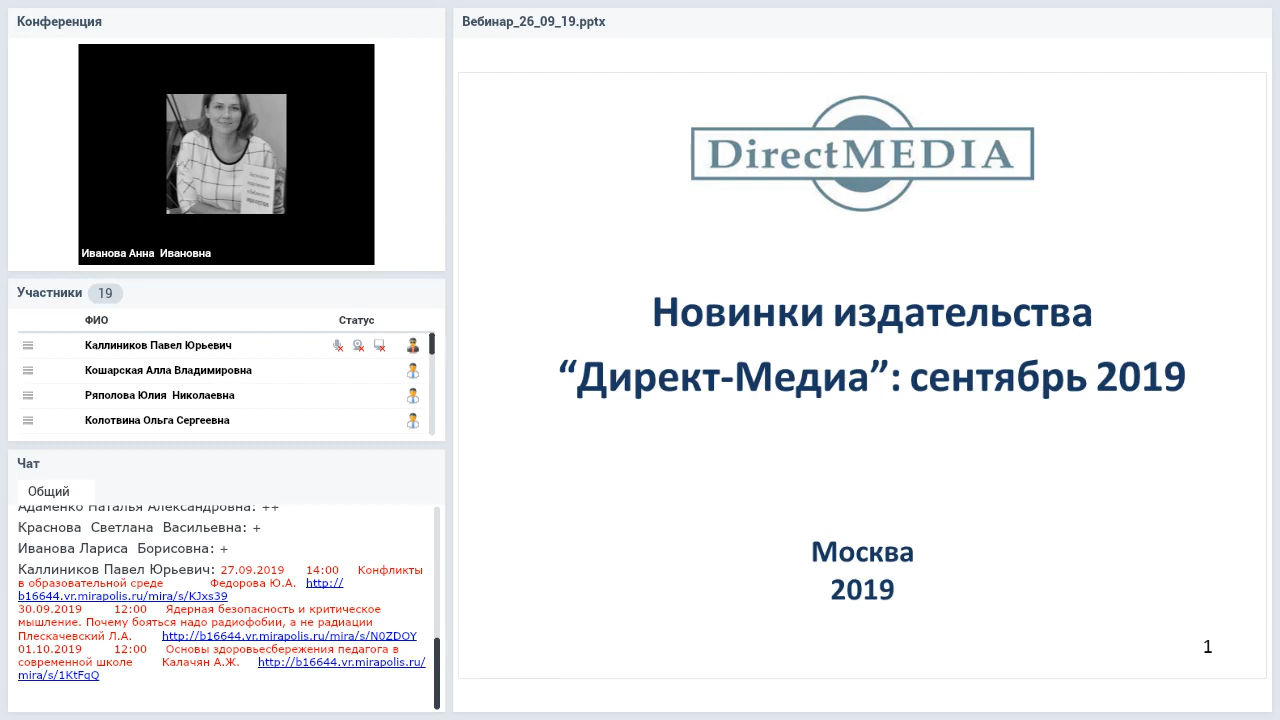 Конференция
Иванова Анна Ивановна
Участники 19
ФИО Статус
Каллиников Павел Юрьевич
Кошарская Алла Владимировна
Ряполова Юлия Николаевна
Колотвина Ольга Сергеевна
Чат
Общий
Адаменко Наталья Александровна: ++
Краснова Светлана Васильевна: +
Иванова Лариса Борисовна: +
Каллиников Павел Юрьевич: 27.09.2019 14:00 Конфликты
в образовательной среде Федорова Ю.А. http://
b16644.vr.mirapolis.ru/mira/s/KJxs39
30.09.2019 12:00 Ядерная безопасность и критическое
мышление. Почему бояться надо радиофобии, а не радиации
Плескачевский Л.А. http://b16644.vr.mirapolis.ru/mira/s/N0ZDOY
01.10.2019 12:00 Основы здоровьесбережения педагога в
современной школе Калачян А.Ж. http://b16644.vr.mirapolis.ru/
mira/s/1KtFqQ
Вебинар_26_09_19.pptx
DirectMEDIA
Новинки издательства
“Директ-Медиа”: сентябрь 2019
Москва
2019
1